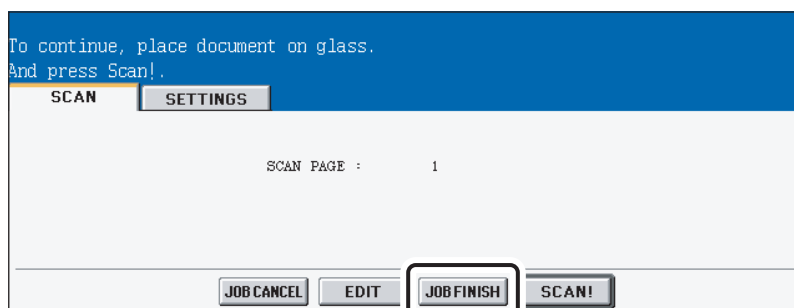 To continue, place document on glass.
And press Scan!.
SCAN SETTINGS
SCAN PAGE : 1
JOB CANCEL EDIT JOB FINISH SCAN!